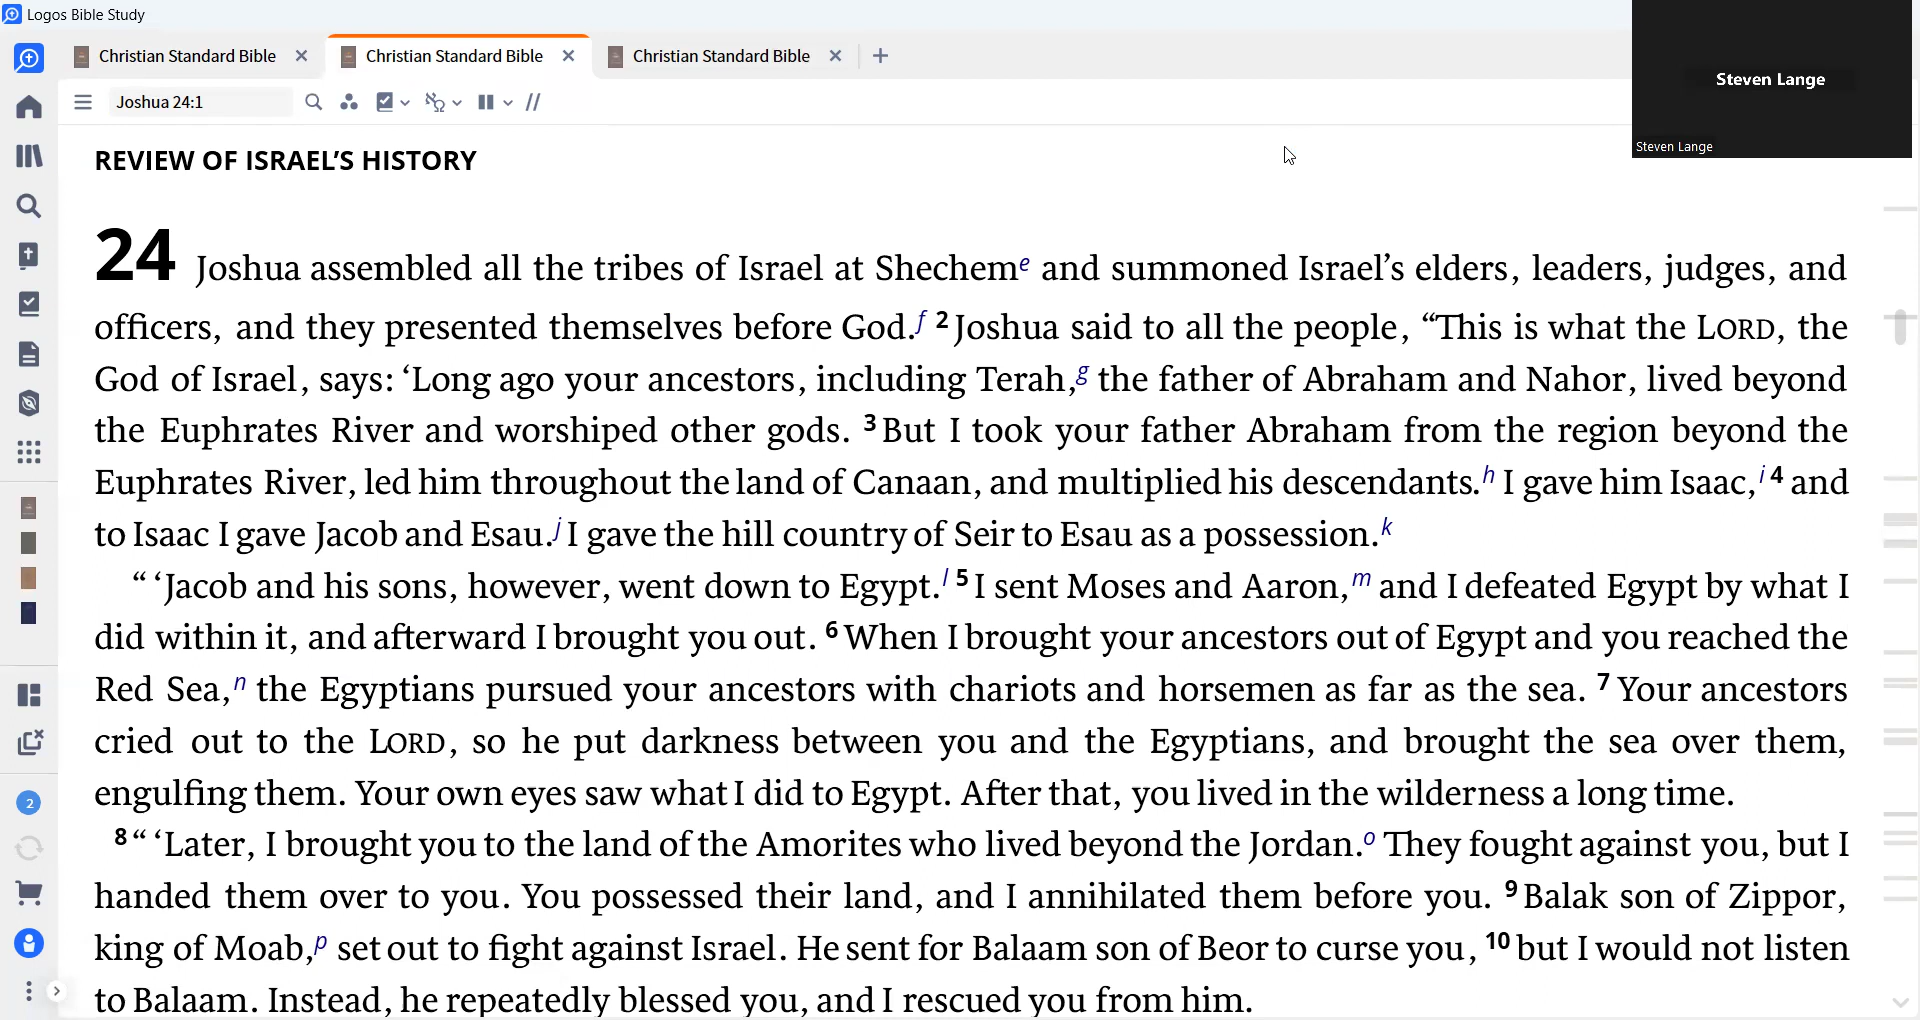 Logos Bible Study
Christian Standard Bible
Christian Standard Bible
Christian Standard Bible
Joshua 24:1
Steven Lange
Steven Lange
REVIEW OF ISRAEL’S HISTORY
24 Joshua assembled all the tribes of Israel at Shechem e and summoned Israel’s elders, leaders, judges, and
officers, and they presented themselves before God. f 2 Joshua said to all the people, “This is what the LORD, the
God of Israel, says: ‘Long ago your ancestors, including Terah, g the father of Abraham and Nahor, lived beyond
the Euphrates River and worshiped other gods. 3 But I took your father Abraham from the region beyond the
Euphrates River, led him throughout the land of Canaan, and multiplied his descendants. h I gave him Isaac, i 4 and
to Isaac I gave Jacob and Esau. j I gave the hill country of Seir to Esau as a possession. k
“ ‘Jacob and his sons, however, went down to Egypt. l 5 I sent Moses and Aaron, m and I defeated Egypt by what I
did within it, and afterward I brought you out. 6 When I brought your ancestors out of Egypt and you reached the
Red Sea, n the Egyptians pursued your ancestors with chariots and horsemen as far as the sea. 7 Your ancestors
cried out to the LORD, so he put darkness between you and the Egyptians, and brought the sea over them,
engulfing them. Your own eyes saw what I did to Egypt. After that, you lived in the wilderness a long time.
8 “ ‘Later, I brought you to the land of the Amorites who lived beyond the Jordan. o They fought against you, but I
handed them over to you. You possessed their land, and I annihilated them before you. 9 Balak son of Zippor,
king of Moab, p set out to fight against Israel. He sent for Balaam son of Beor to curse you, 10 but I would not listen
to Balaam. Instead, he repeatedly blessed you, and I rescued you from him.
2